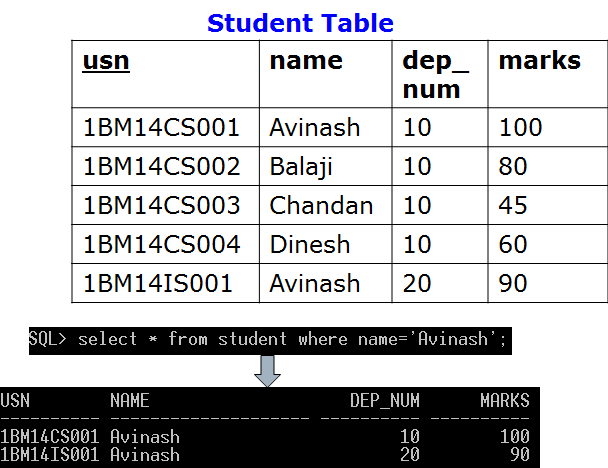 Student Table
usn name dep_ marks
num
1BM14CS001 Avinash 10 100
1BM14CS002 Balaji 10 80
1BM14CS003 Chandan 10 45
1BM14CS004 Dinesh 10 60
1BM14IS001 Avinash 20 90
SQL> select * from student where name='Avinash';
USN NAME DEP_NUM MARKS
---------- -------------------- ---------- ----------
1BM14CS001 Avinash 10 100
1BM14IS001 Avinash 20 90